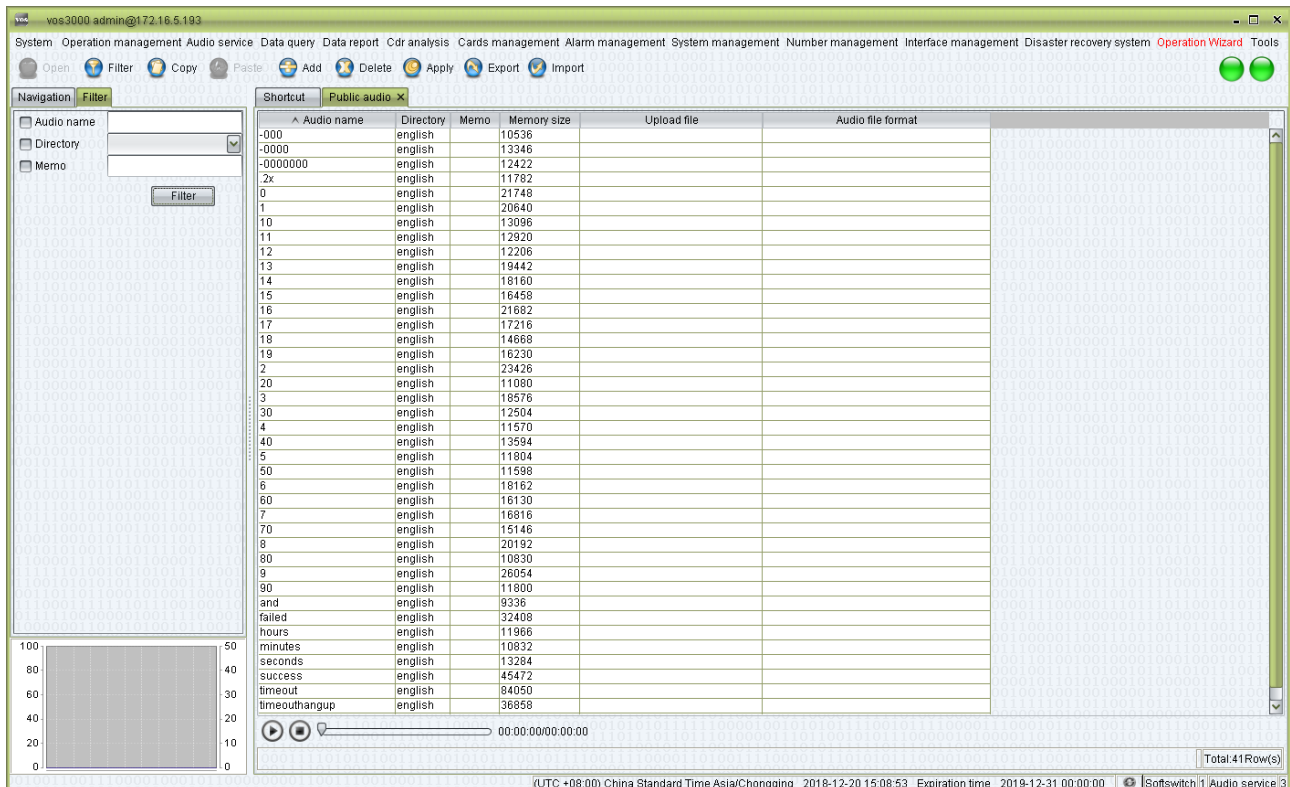 vos vos3000 admin@172.16.5.193
System Operation management Audio service Data query Data report Cdr analysis Cards management Alarm management System management Number management Interface management Disaster recovery system Operation Wizard Tools
Open Filter Copy Paste Add Delete Apply Export Import
Navigation Filter
Audio name
Directory
Memo
Filter
Shortcut Public audio
Audio name Directory Memo Memory size Upload file Audio file format
-000 english 10536
-0000 english 13346
-0000000 english 12422
.2x english 11782
0 english 21748
1 english 20640
10 english 13096
11 english 12920
12 english 12206
13 english 19442
14 english 18160
15 english 16458
16 english 21682
17 english 17216
18 english 14668
19 english 16230
2 english 23426
20 english 11080
3 english 18576
30 english 12504
4 english 11570
40 english 13594
5 english 11804
50 english 11598
6 english 18162
60 english 16130
7 english 16816
70 english 15146
8 english 20192
80 english 10830
9 english 26054
90 english 11800
and english 9336
failed english 32408
hours english 11966
minutes english 10832
seconds english 13284
success english 45472
timeout english 84050
timeouthangup english 36858
100 50
80 40
60 30
40 20
20 10
0 0
00:00:00/00:00:00
Total:41Row(s)
(UTC +08:00) China Standard Time Asia/Chongqing 2018-12-20 15:08:53 Expiration time 2019-12-31 00:00:00 Softswitch 1 Audio service 3